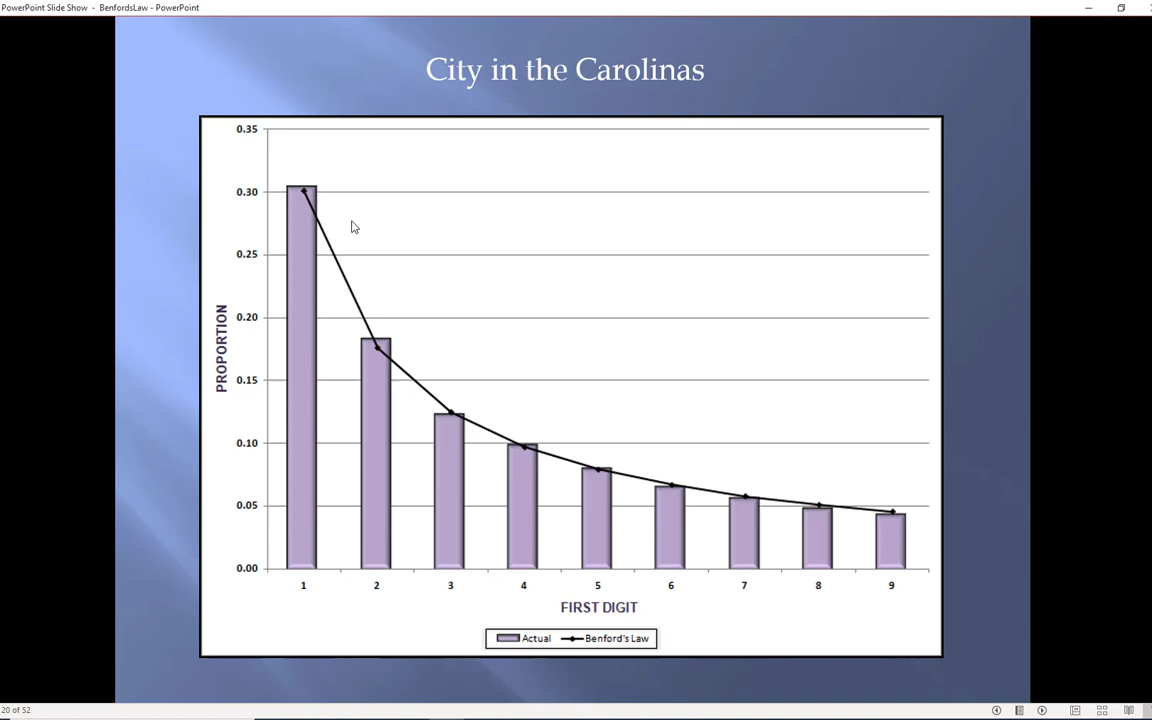 PowerPoint Slide Show - BenfordsLaw - PowerPoint
City in the Carolinas
0.35
0.30
0.25
0.20
0.15
0.10
0.05
0.00
PROPORTION
1 2 3 4 5 6 7 8 9
FIRST DIGIT
Actual Benford's Law
20 of 52